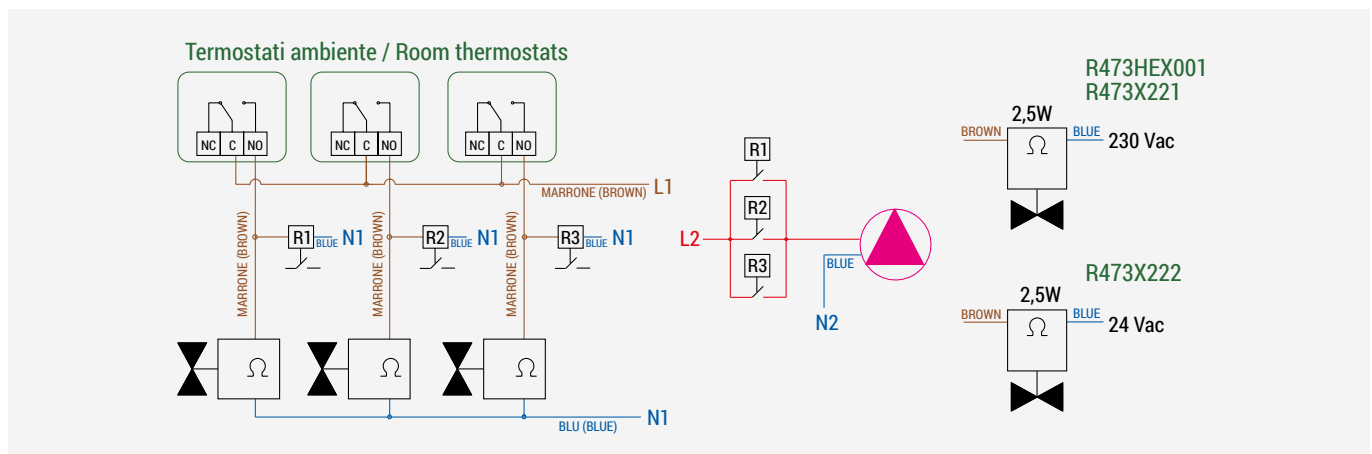 Termostati ambiente / Room thermostats
NC C NO
NC C NO
NC C NO
MARRONE (BROWN) L1
MARRONE (BROWN)
R1 BLUE N1
MARRONE (BROWN)
R2 BLUE N1
MARRONE (BROWN)
R3 BLUE N1
Ω
Ω
Ω
BLU (BLUE) N1
R1
R2
L2
R3
BLUE
N2
R473HEX001
R473X221
2,5W
BROWN
Ω
BLUE
230 Vac
R473X222
2,5W
BROWN
Ω
BLUE
24 Vac